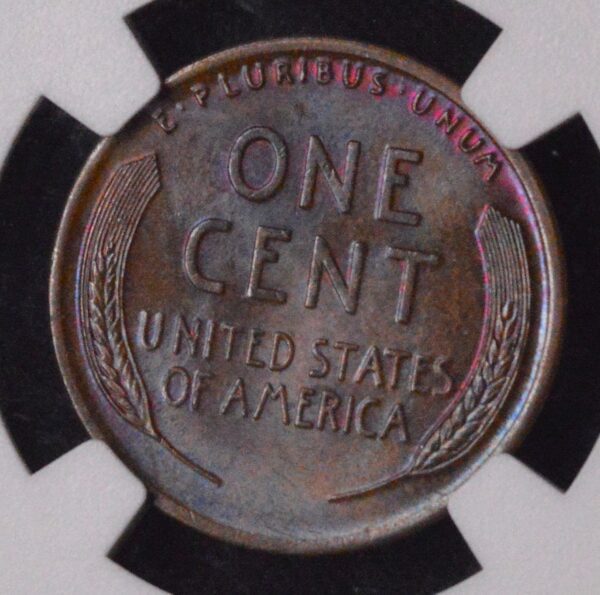 E·PLURIBUS·UNUM
ONE
CENT
UNITED STATES
OF AMERICA